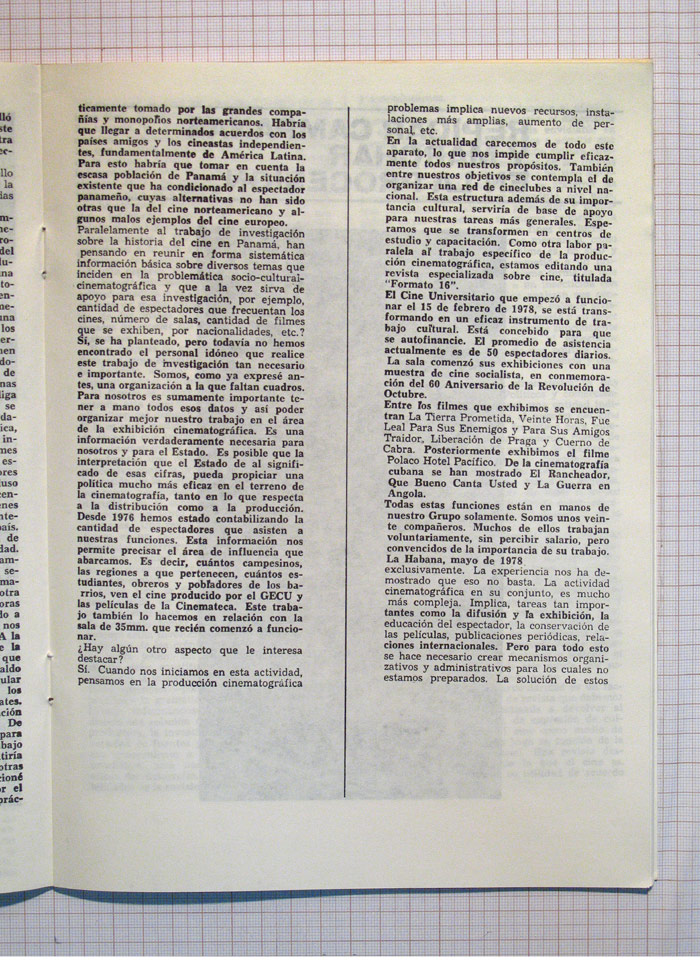 ticamente tomado por las grandes compa-
ñías y monopolios norteamericanos. Habría
que llegar a determinados acuerdos con los
países amigos y los cineastas independien-
tes, fundamentalmente de América Latina.
Para esto habría que tomar en cuenta la
escasa población de Panamá y la situación
existente que ha condicionado al espectador
panameño, cuyas alternativas no han sido
otras que la del cine norteamericano y al-
gunos malos ejemplos del cine europeo.
Paralelamente al trabajo de investigación
sobre la historia del cine en Panamá, han
pensando en reunir en forma sistemática
información básica sobre diversos temas que
inciden en la problemática socio-cultural-
cinematográfica y que a la vez sirva de
apoyo para esa investigación, por ejemplo,
cantidad de espectadores que frecuentan los
cines, número de salas, cantidad de filmes
que se exhiben, por nacionalidades, etc.?
Sí, se ha planteado, pero todavía no hemos
encontrado el personal idóneo que realice
este trabajo de investigación tan necesario
e importante. Somos, como ya expresé an-
tes, una organización a la que faltan cuadros.
Para nosotros es sumamente importante te-
ner a mano todos esos datos y así poder
organizar mejor nuestro trabajo en el área
de la exhibición cinematográfica. Es una
información verdaderamente necesaria para
nosotros y para el Estado. Es posible que la
interpretación que el Estado de al signifi-
cado de esas cifras, pueda propiciar una
política mucho más eficaz en el terreno de
la cinematografía, tanto en lo que respecta
a la distribución como a la producción.
Desde 1976 hemos estado contabilizando la
cantidad de espectadores que asisten a
nuestras funciones. Esta información nos
permite precisar el área de influencia que
abarcamos. Es decir, cuántos campesinos,
las regiones a que pertenecen, cuántos es-
tudiantes, obreros y pobladores de los ba-
rrios, ven el cine producido por el GECU y
las películas de la Cinemateca. Este traba-
jo también lo hacemos en relación con la
sala de 35mm. que recién comenzó a funcio-
nar.
¿Hay algún otro aspecto que le interesa
destacar?
Sí. Cuando nos iniciamos en esta actividad,
pensamos en la producción cinematográfica
problemas implica nuevos recursos, insta-
laciones más amplias, aumento de per-
sonal, etc.
En la actualidad carecemos de todo este
aparato, lo que nos impide cumplir eficaz-
mente todos nuestros propósitos. También
entre nuestros objetivos se contempla el de
organizar una red de cineclubes a nivel na-
cional. Esta estructura además de su impor-
tancia cultural, serviría de base de apoyo
para nuestras tareas más generales. Espe-
ramos que se transformen en centros de
estudio y capacitación. Como otra labor pa-
ralela al trabajo específico de la produc-
ción cinematográfica, estamos editando una
revista especializada sobre cine, titulada
"Formato 16".
El Cine Universitario que empezó a funcio-
nar el 15 de febrero de 1978, se está trans-
formando en un eficaz instrumento de tra-
bajo cultural. Está concebido para que
se autofinancie. El promedio de asistencia
actualmente es de 50 espectadores diarios.
La sala comenzó sus exhibiciones con una
muestra de cine socialista, en conmemora-
ción del 60 Aniversario de la Revolución de
Octubre.
Entre los filmes que exhibimos se encuen-
tran La Tierra Prometida, Veinte Horas, Fue
Leal Para Sus Enemigos y Para Sus Amigos
Traidor, Liberación de Praga y Cuerno de
Cabra. Posteriormente exhibimos el filme
Polaco Hotel Pacífico. De la cinematografía
cubana se han mostrado El Rancheador,
Que Bueno Canta Usted y La Guerra en
Angola.
Todas estas funciones están en manos de
nuestro Grupo solamente. Somos unos vein-
te compañeros. Muchos de ellos trabajan
voluntariamente, sin percibir salario, pero
convencidos de la importancia de su trabajo.
La Habana, mayo de 1978
exclusivamente. La experiencia nos ha de-
mostrado que eso no basta. La actividad
cinematográfica en su conjunto, es mucho
más compleja. Implica, tareas tan impor-
tantes como la difusión y la exhibición, la
educación del espectador, la conservación de
las películas, publicaciones periódicas, rela-
ciones internacionales. Pero para todo esto
se hace necesario crear mecanismos organi-
zativos y administrativos para los cuales no
estamos preparados. La solución de estos